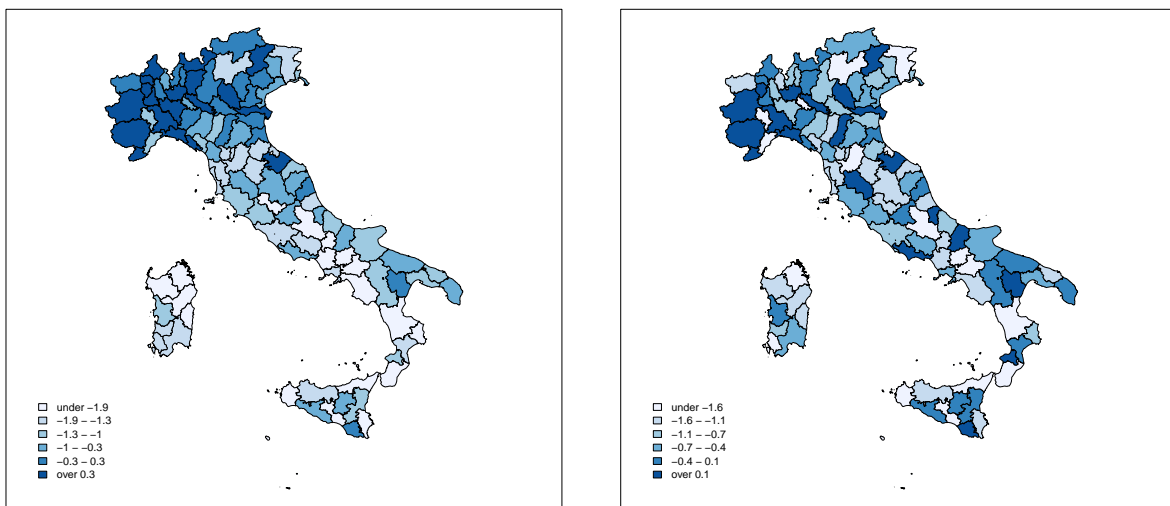 under −1.9
−1.9 − −1.3
−1.3 − −1
−1 − −0.3
−0.3 − 0.3
over 0.3
under −1.6
−1.6 − −1.1
−1.1 − −0.7
−0.7 − −0.4
−0.4 − 0.1
over 0.1